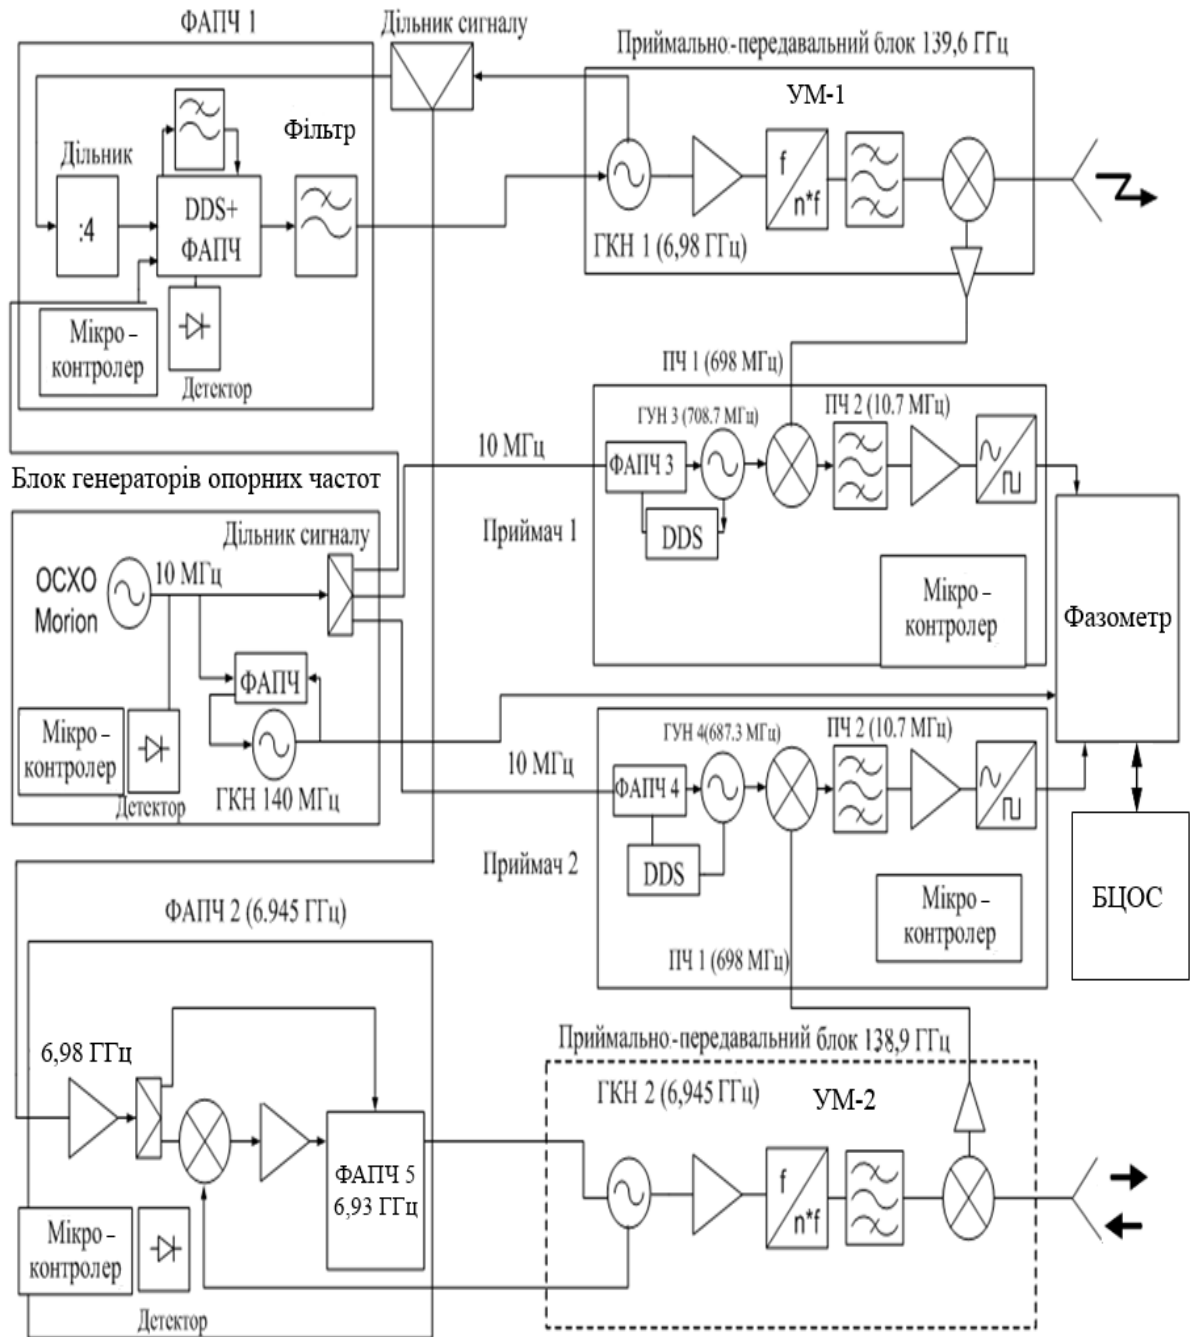 ФАПЧ 1
Дільник сигналу
Приймально-передавальний блок 139,6 ГГц
УМ-1
Фільтр
Дільник
:4
DDS+
ФАПЧ
f
n*f
ГКН 1 (6,98 ГГц)
Мікро –
контролер
Детектор
ПЧ 1 (698 МГц)
ГУН 3 (708.7 МГц)
ПЧ 2 (10.7 МГц)
10 МГц
ФАПЧ 3
DDS
Приймач 1
Мікро –
контролер
Фазометр
Блок генераторів опорних частот
Дільник сигналу
OCXO
Morion
10 МГц
ФАПЧ
Мікро –
контролер
Детектор
ГКН 140 МГц
ГУН 4(687.3 МГц)
ПЧ 2 (10.7 МГц)
10 МГц
ФАПЧ 4
DDS
Приймач 2
Мікро –
контролер
БЦОС
ПЧ 1 (698 МГц)
ФАПЧ 2 (6.945 ГГц)
6,98 ГГц
ФАПЧ 5
6,93 ГГц
Мікро –
контролер
Детектор
Приймально-передавальний блок 138,9 ГГц
ГКН 2 (6,945 ГГц)
УМ-2
f
n*f